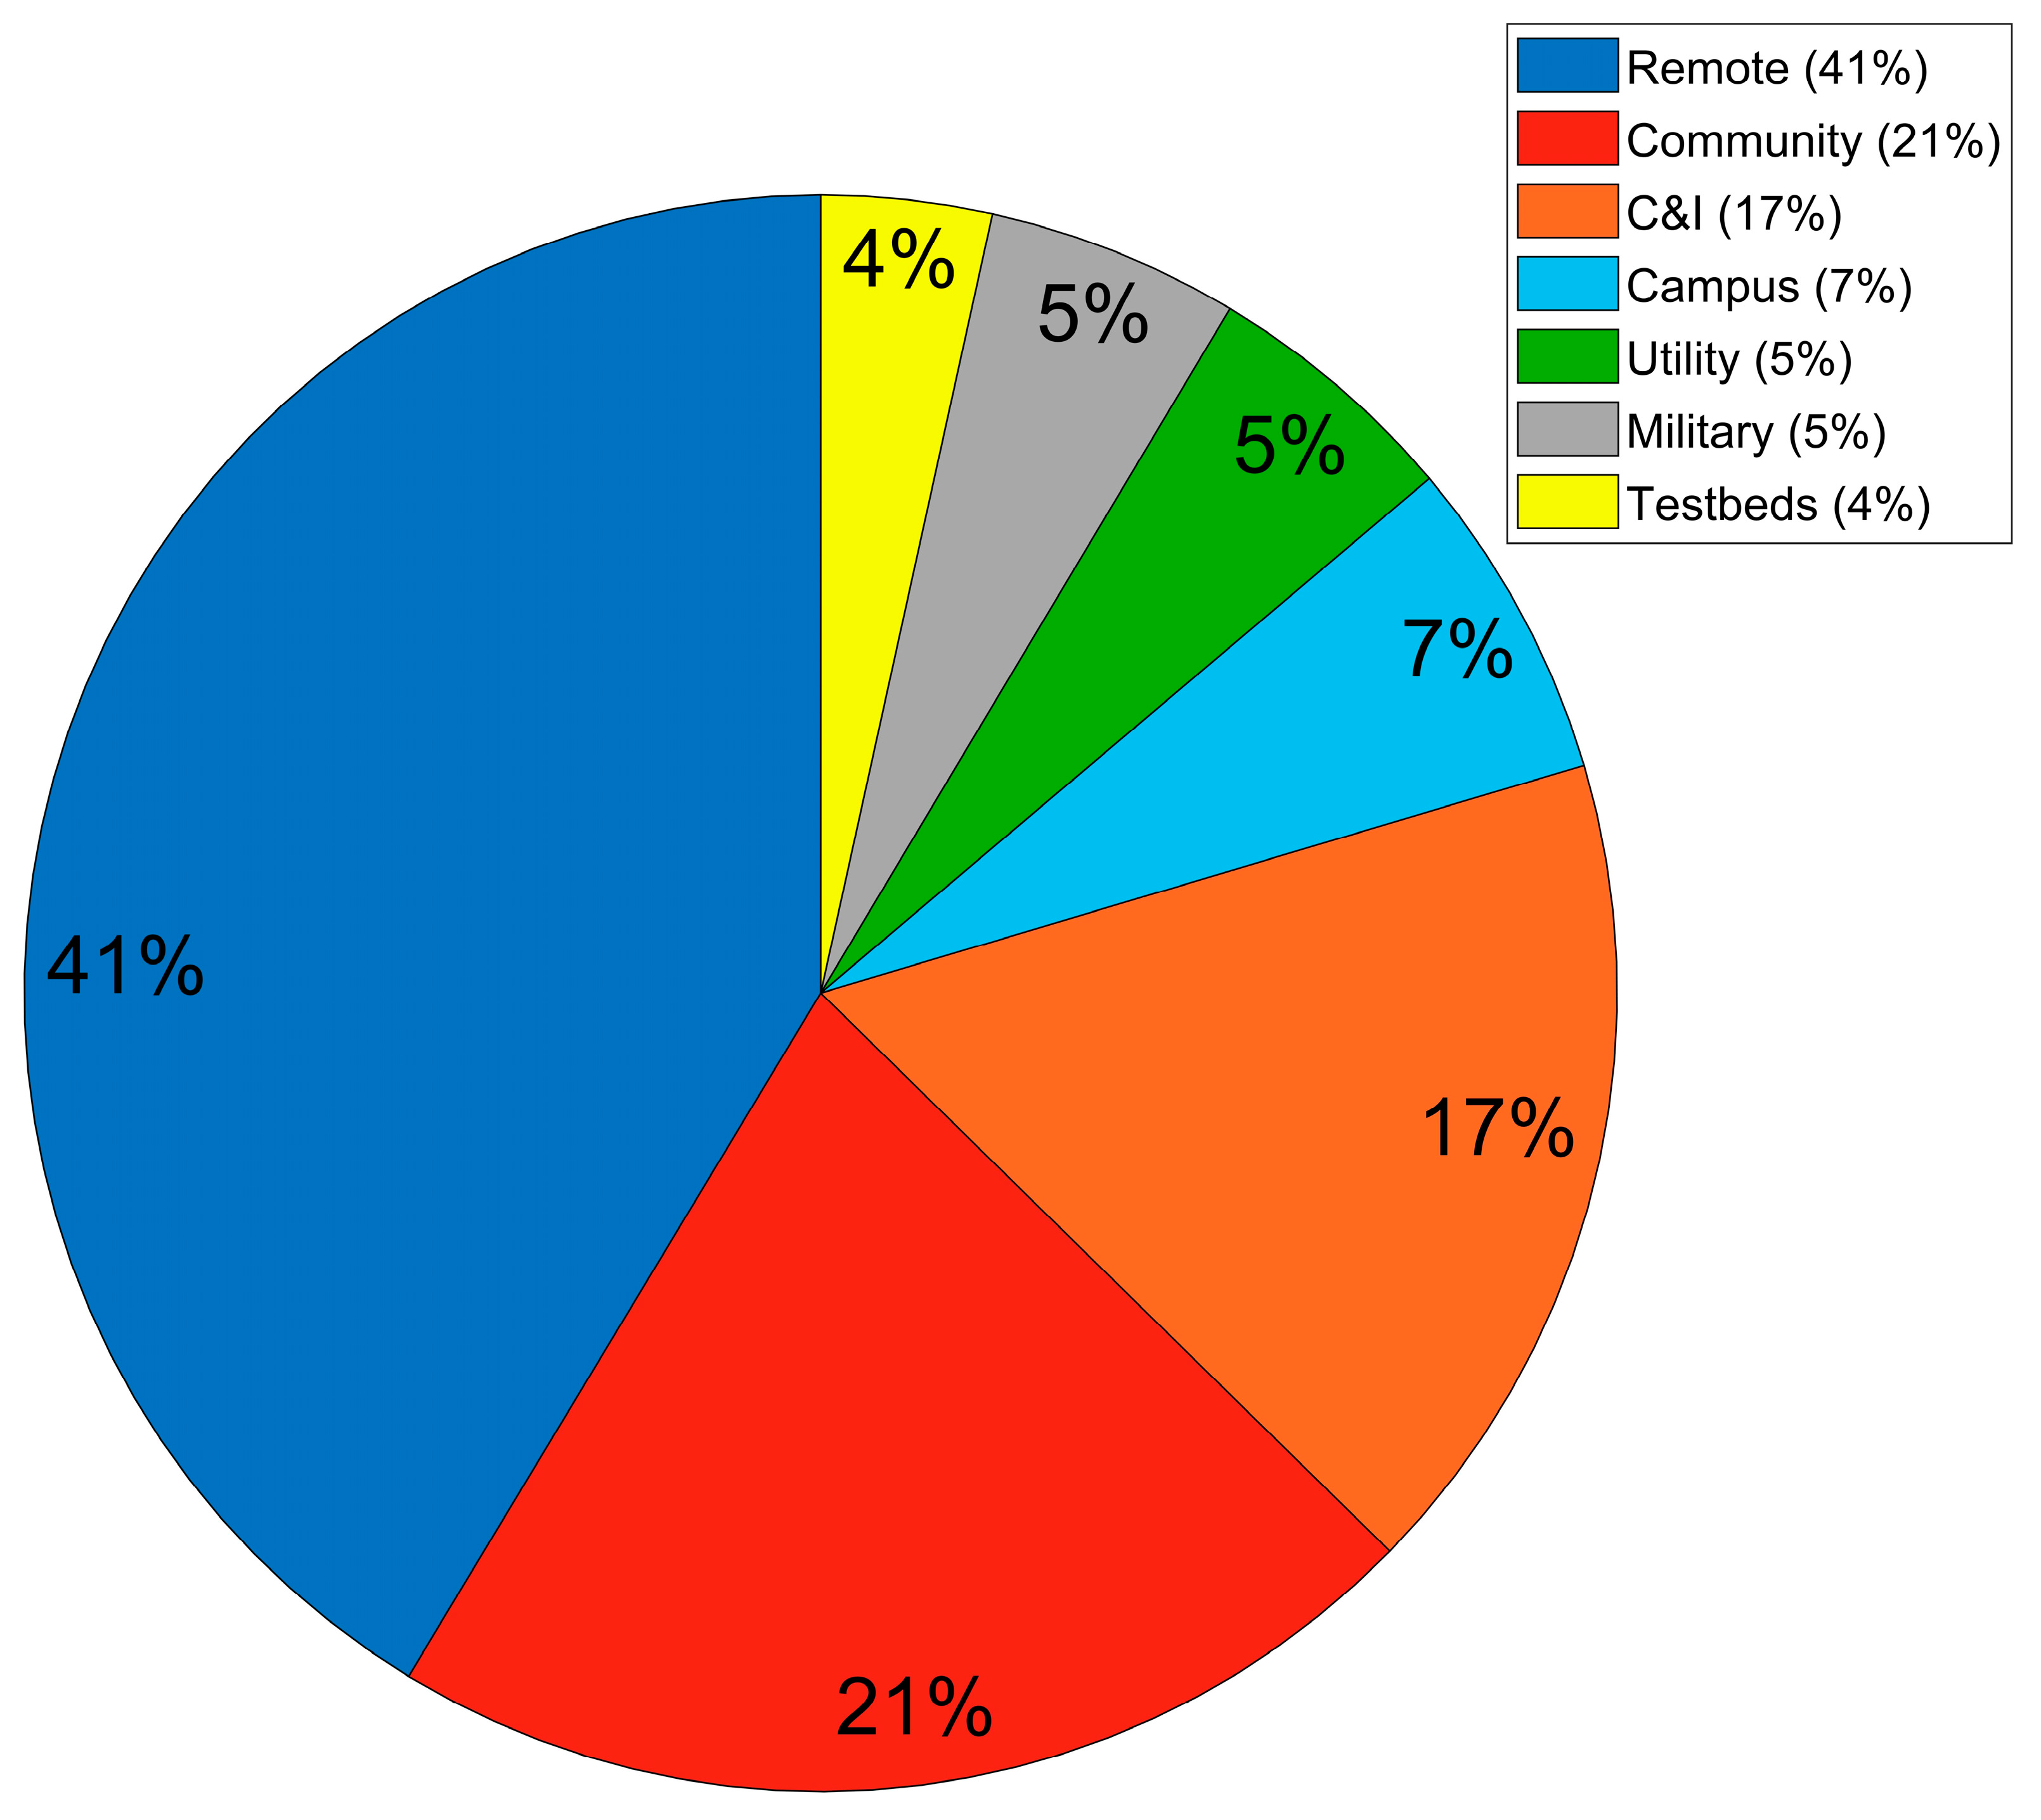 Remote (41%)
Community (21%)
C&I (17%)
Campus (7%)
Utility (5%)
Military (5%)
Testbeds (4%)
4%
5%
5%
7%
41%
17%
21%